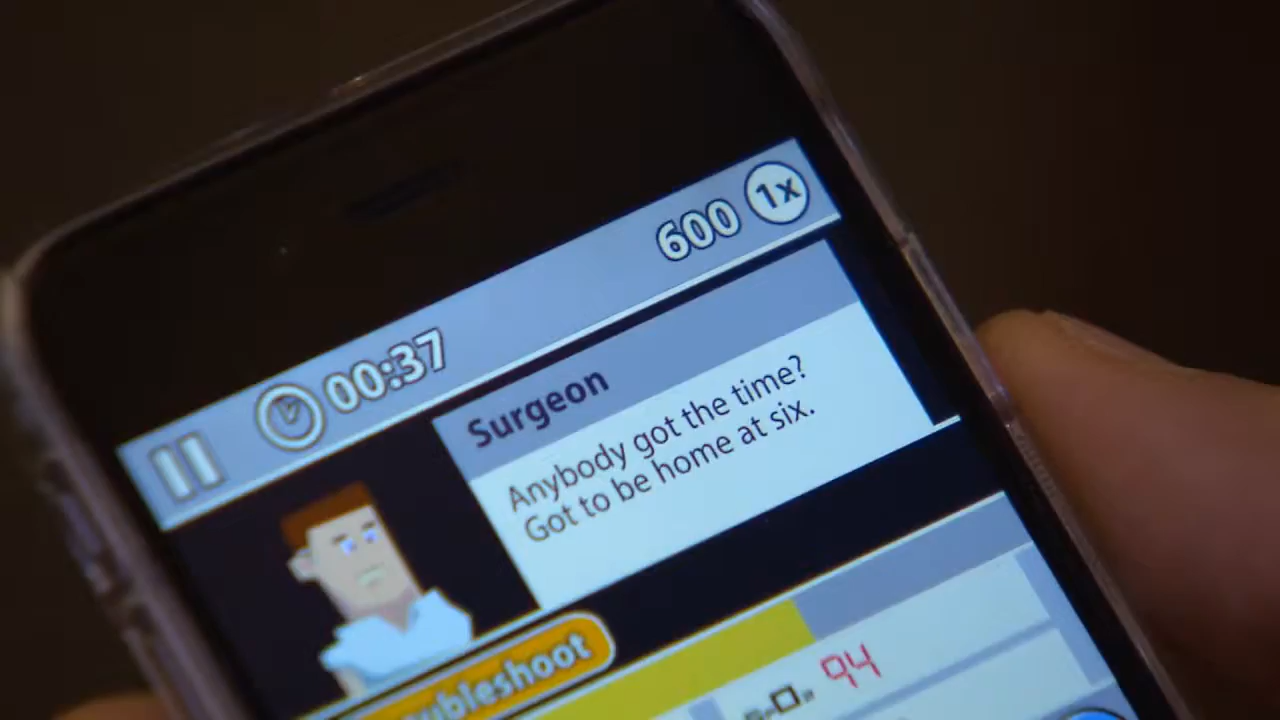 600 1x
00:37
Surgeon
Anybody got the time?
Got to be home at six.
94